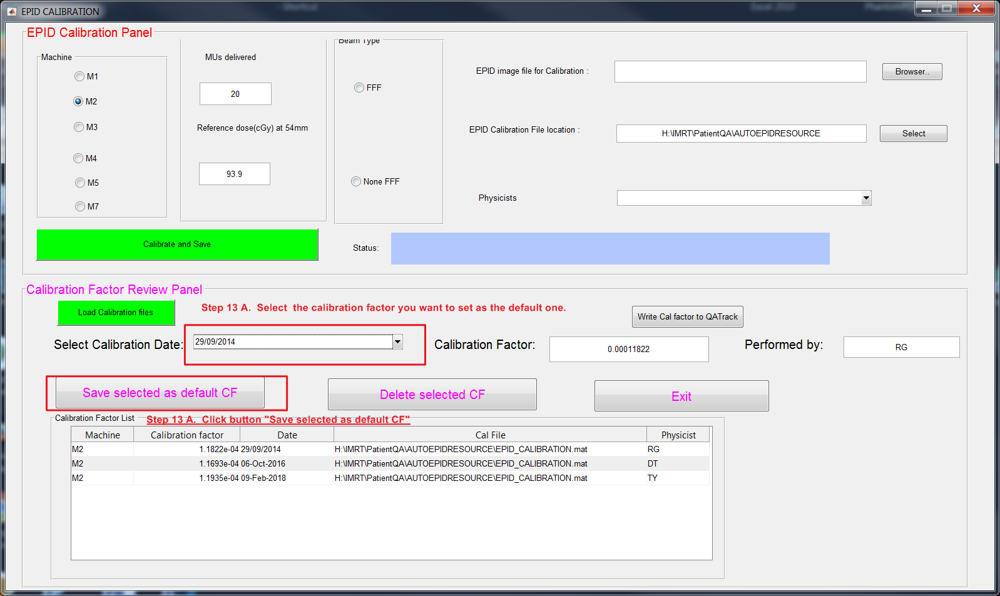 EPID CALIBRATION
EPID Calibration Panel
Machine
M1
M2
M3
M4
M5
M7
MUs delivered
20
Reference dose(cGy) at 54mm
93.9
Beam Type
FFF
None FFF
EPID image file for Calibration :
Browser..
EPID Calibration File location :
H:\IMRT\PatientQA\AUTOEPIDRESOURCE
Select
Physicists
Calibrate and Save
Status:
Calibration Factor Review Panel
Load Calibration files
Step 13 A. Select the calibration factor you want to set as the default one.
Write Cal factor to QATrack
Select Calibration Date:
29/09/2014
Calibration Factor:
0.00011822
Performed by:
RG
Save selected as default CF
Delete selected CF
Exit
Calibration Factor List
Step 13 A. Click button "Save selected as default CF"
Machine Calibration factor Date Cal File Physicist
M2 1.1822e-04 29/09/2014 H:\IMRT\PatientQA\AUTOEPIDRESOURCE\EPID_CALIBRATION.mat RG
M2 1.1693e-04 06-Oct-2016 H:\IMRT\PatientQA\AUTOEPIDRESOURCE\EPID_CALIBRATION.mat DT
M2 1.1935e-04 09-Feb-2018 H:\IMRT\PatientQA\AUTOEPIDRESOURCE\EPID_CALIBRATION.mat TY